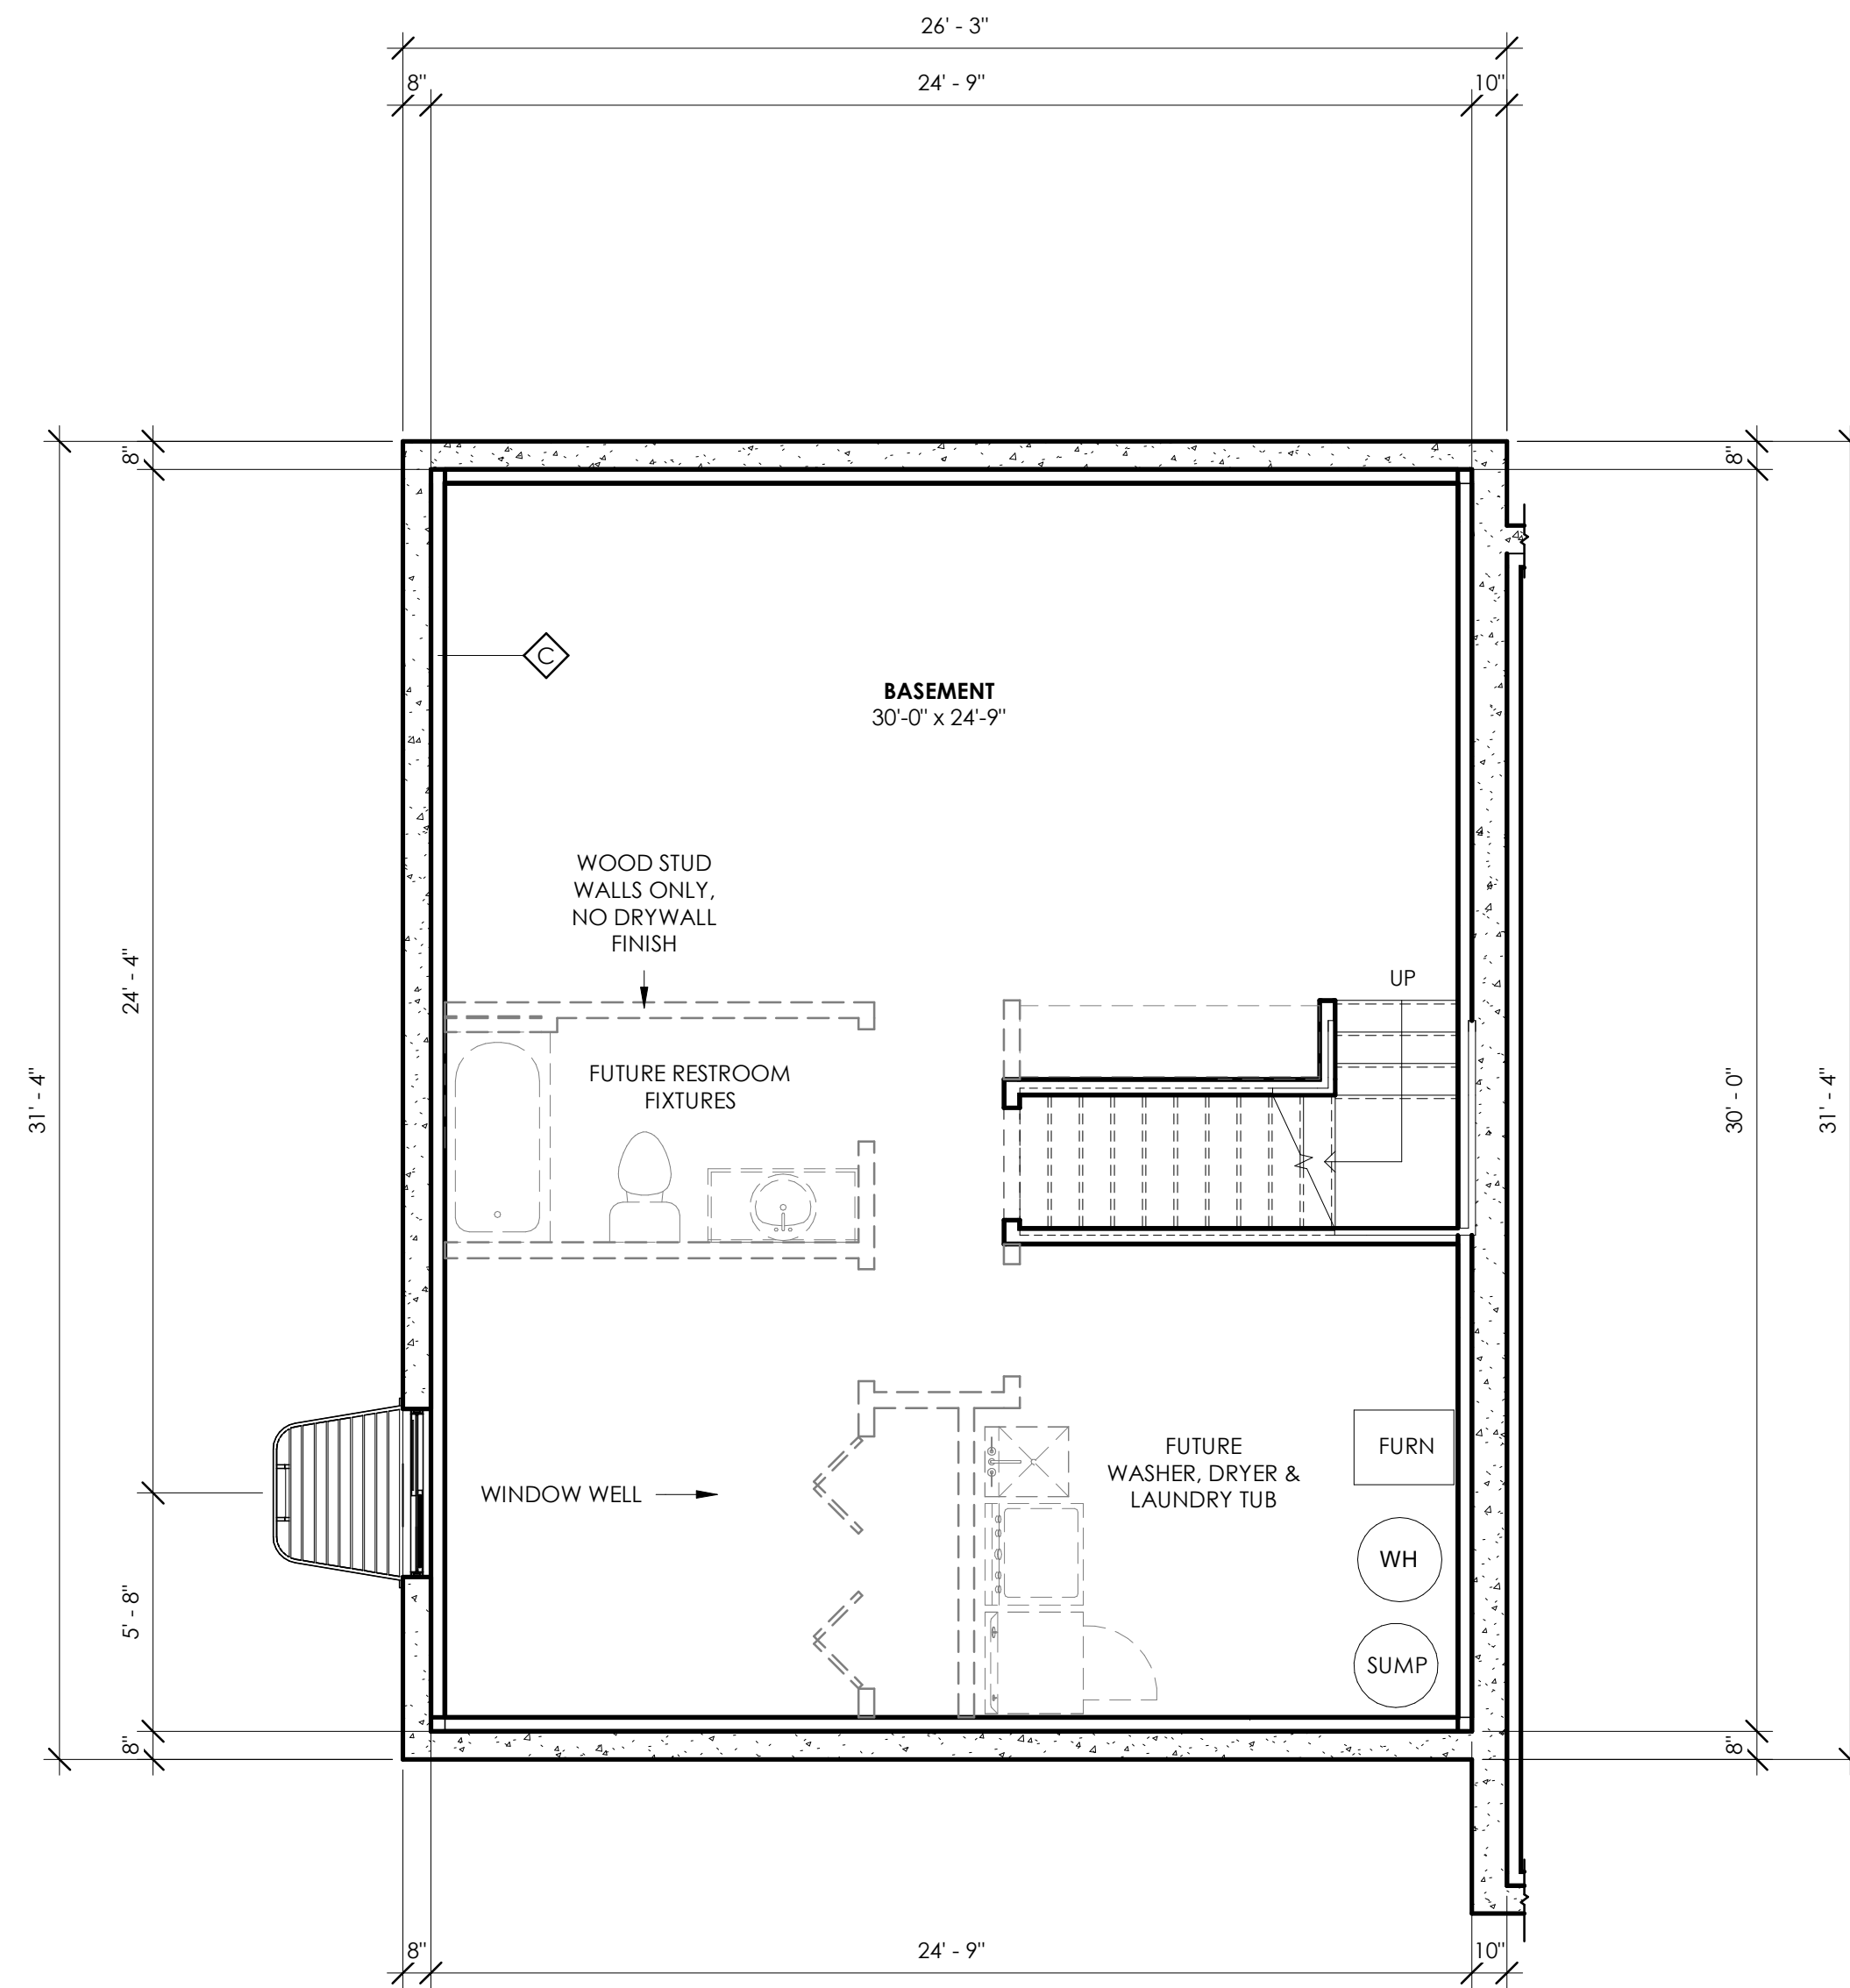 26' - 3"
8"
24' - 9"
10"
8"
8"
C
BASEMENT
30'-0" x 24'-9"
WOOD STUD
WALLS ONLY,
NO DRYWALL
FINISH
24' - 4"
UP
FUTURE RESTROOM
FIXTURES
31' - 4"
30' - 0"
31' - 4"
FUTURE
WASHER, DRYER &
LAUNDRY TUB
FURN
WINDOW WELL
WH
5' - 8"
SUMP
8"
8"
8"
24' - 9"
10"